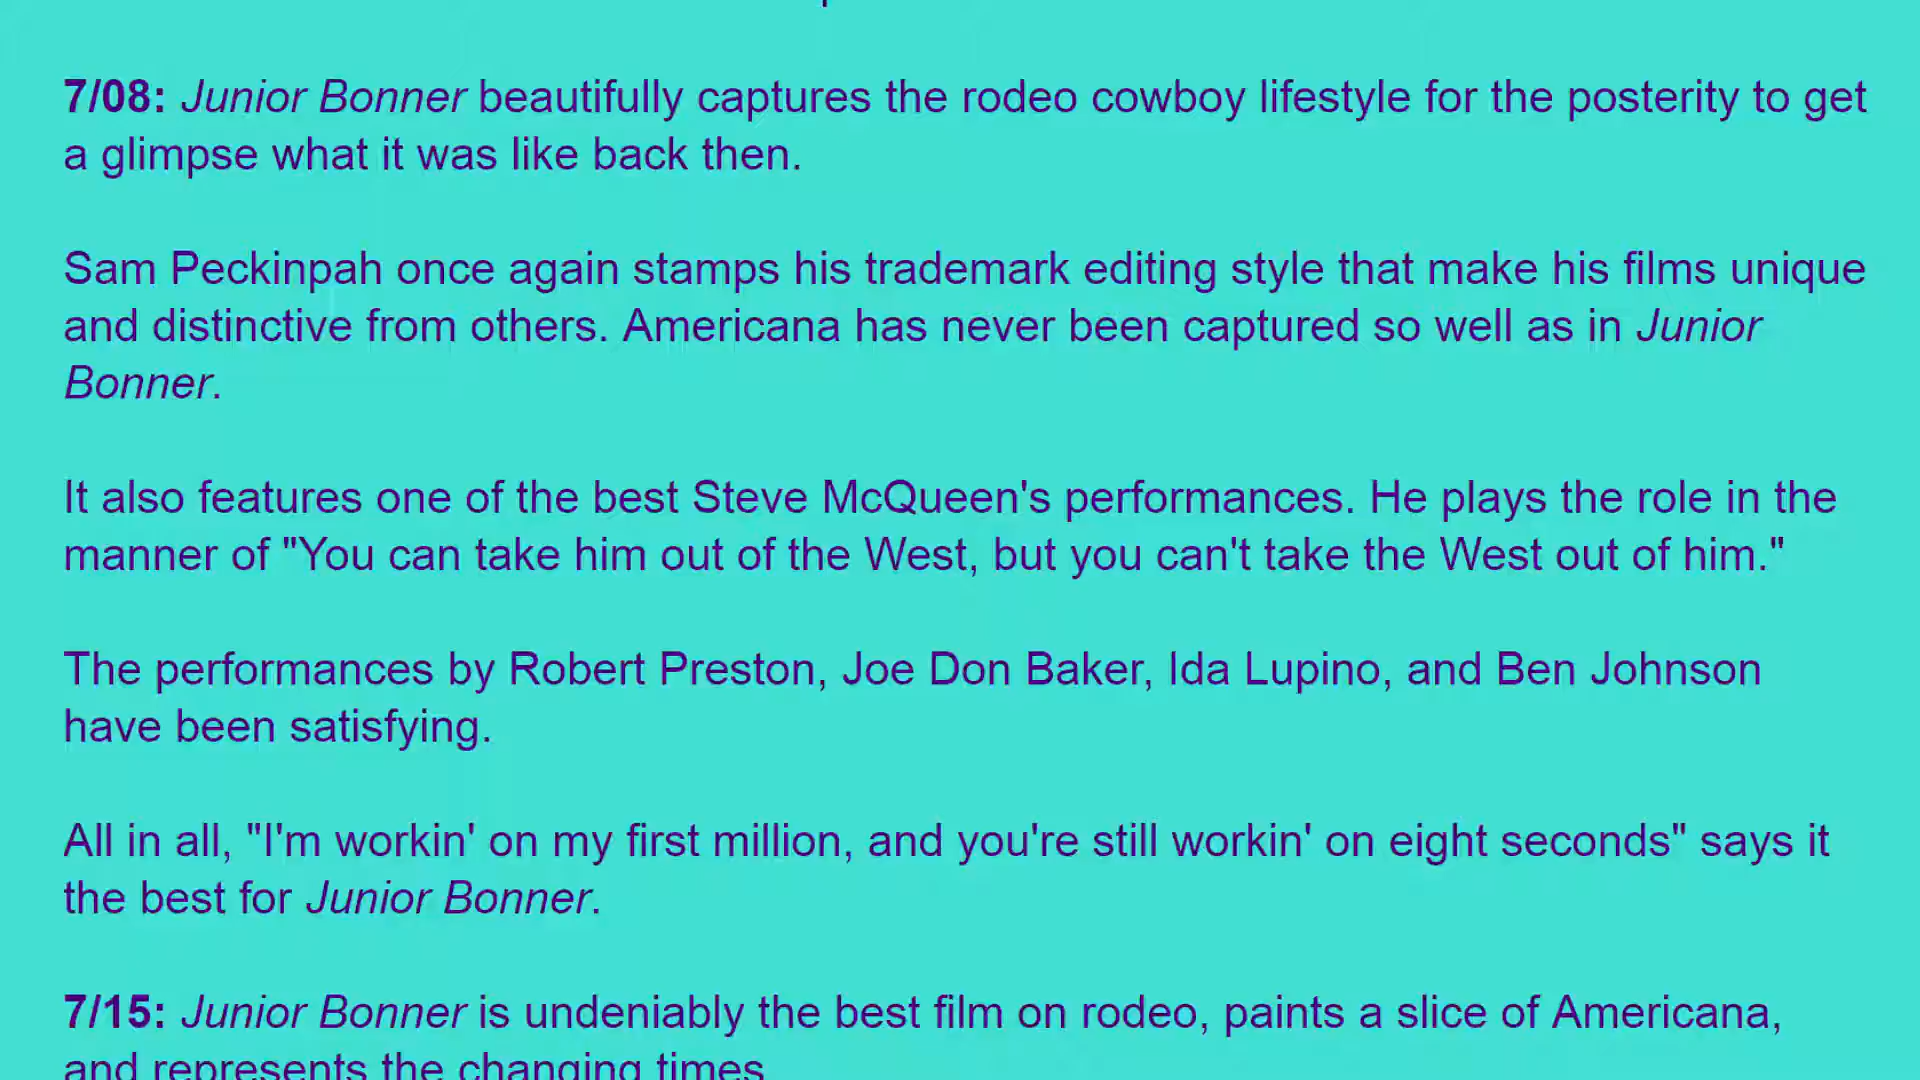 7/08: Junior Bonner beautifully captures the rodeo cowboy lifestyle for the posterity to get
a glimpse what it was like back then.
Sam Peckinpah once again stamps his trademark editing style that make his films unique
and distinctive from others. Americana has never been captured so well as in Junior
Bonner.
It also features one of the best Steve McQueen's performances. He plays the role in the
manner of "You can take him out of the West, but you can't take the West out of him."
The performances by Robert Preston, Joe Don Baker, Ida Lupino, and Ben Johnson
have been satisfying.
All in all, "I'm workin' on my first million, and you're still workin' on eight seconds" says it
the best for Junior Bonner.
7/15: Junior Bonner is undeniably the best film on rodeo, paints a slice of Americana,
and represents the changing times